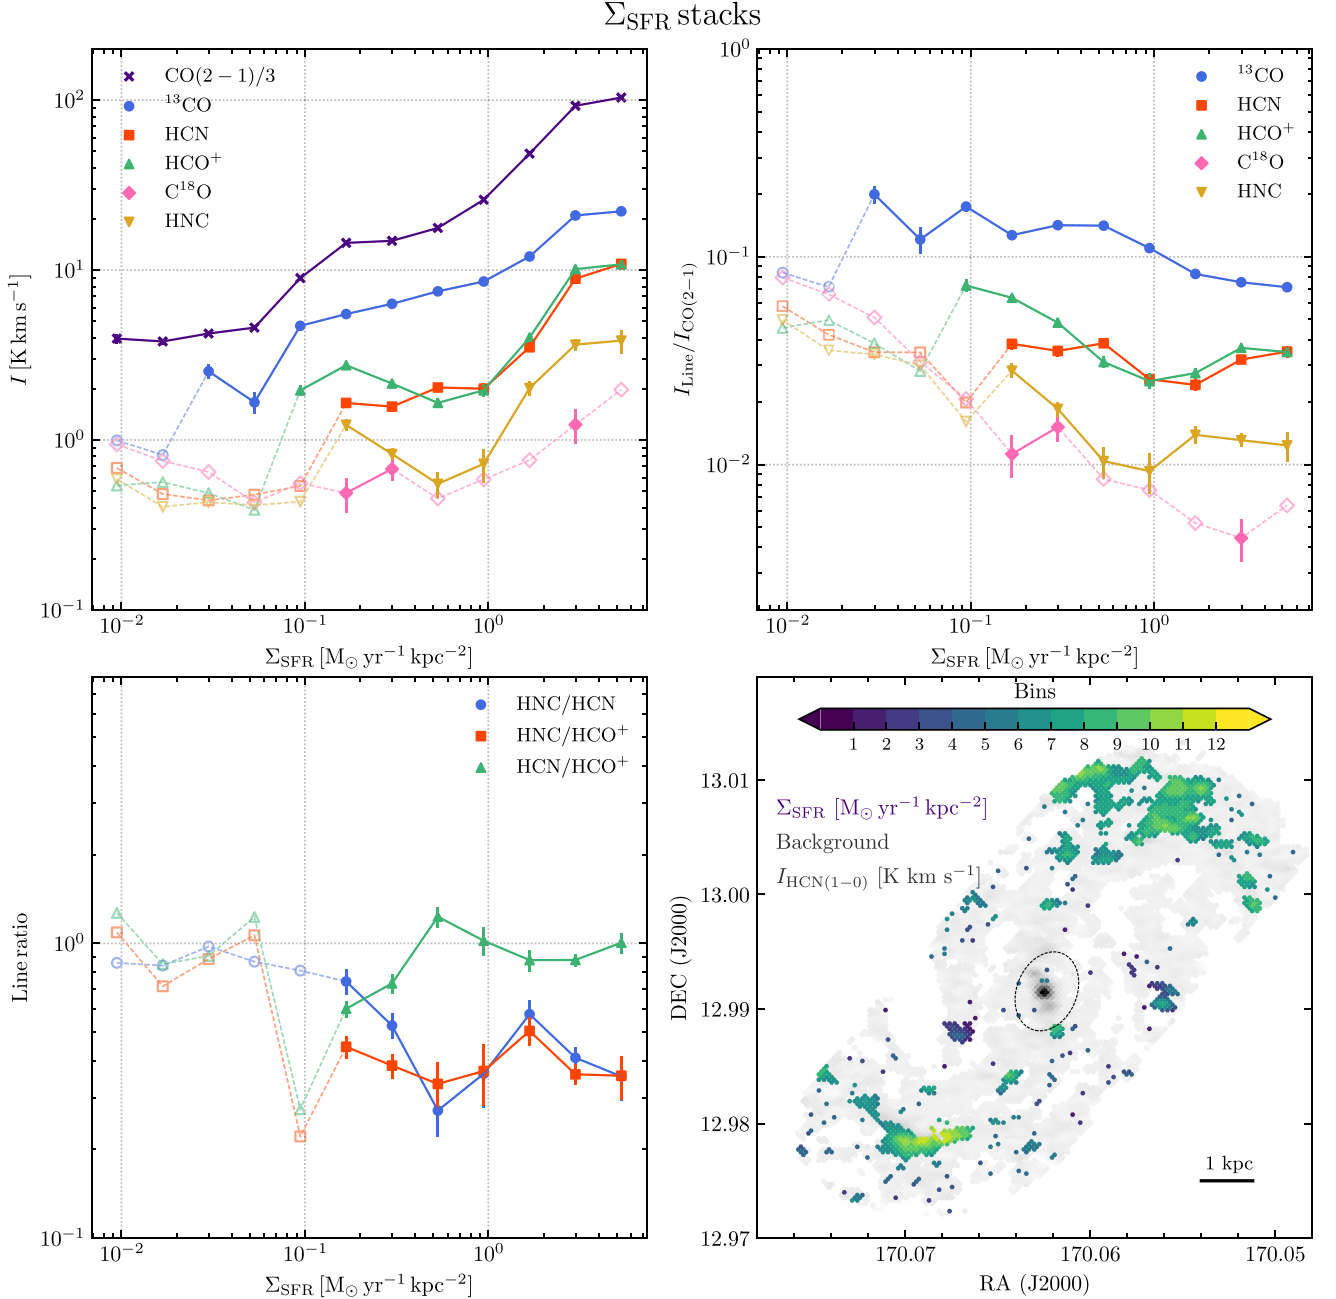 Σ_SFR stacks
CO(2 − 1)/3
¹³CO
HCN
HCO⁺
C¹⁸O
HNC
I [K km s⁻¹]
10²
10¹
10⁰
10⁻¹
10⁻² 10⁻¹ 10⁰
Σ_SFR [M_⊙ yr⁻¹ kpc⁻²]
¹³CO
HCN
HCO⁺
C¹⁸O
HNC
I_Line/I_CO(2−1)
10⁰
10⁻¹
10⁻²
10⁻² 10⁻¹ 10⁰
Σ_SFR [M_⊙ yr⁻¹ kpc⁻²]
HNC/HCN
HNC/HCO⁺
HCN/HCO⁺
Line ratio
10⁰
10⁻¹
10⁻² 10⁻¹ 10⁰
Σ_SFR [M_⊙ yr⁻¹ kpc⁻²]
Bins
1 2 3 4 5 6 7 8 9 10 11 12
Σ_SFR [M_⊙ yr⁻¹ kpc⁻²]
Background
I_HCN(1−0) [K km s⁻¹]
DEC (J2000)
13.01
13.00
12.99
12.98
12.97
1 kpc
170.07 170.06 170.05
RA (J2000)